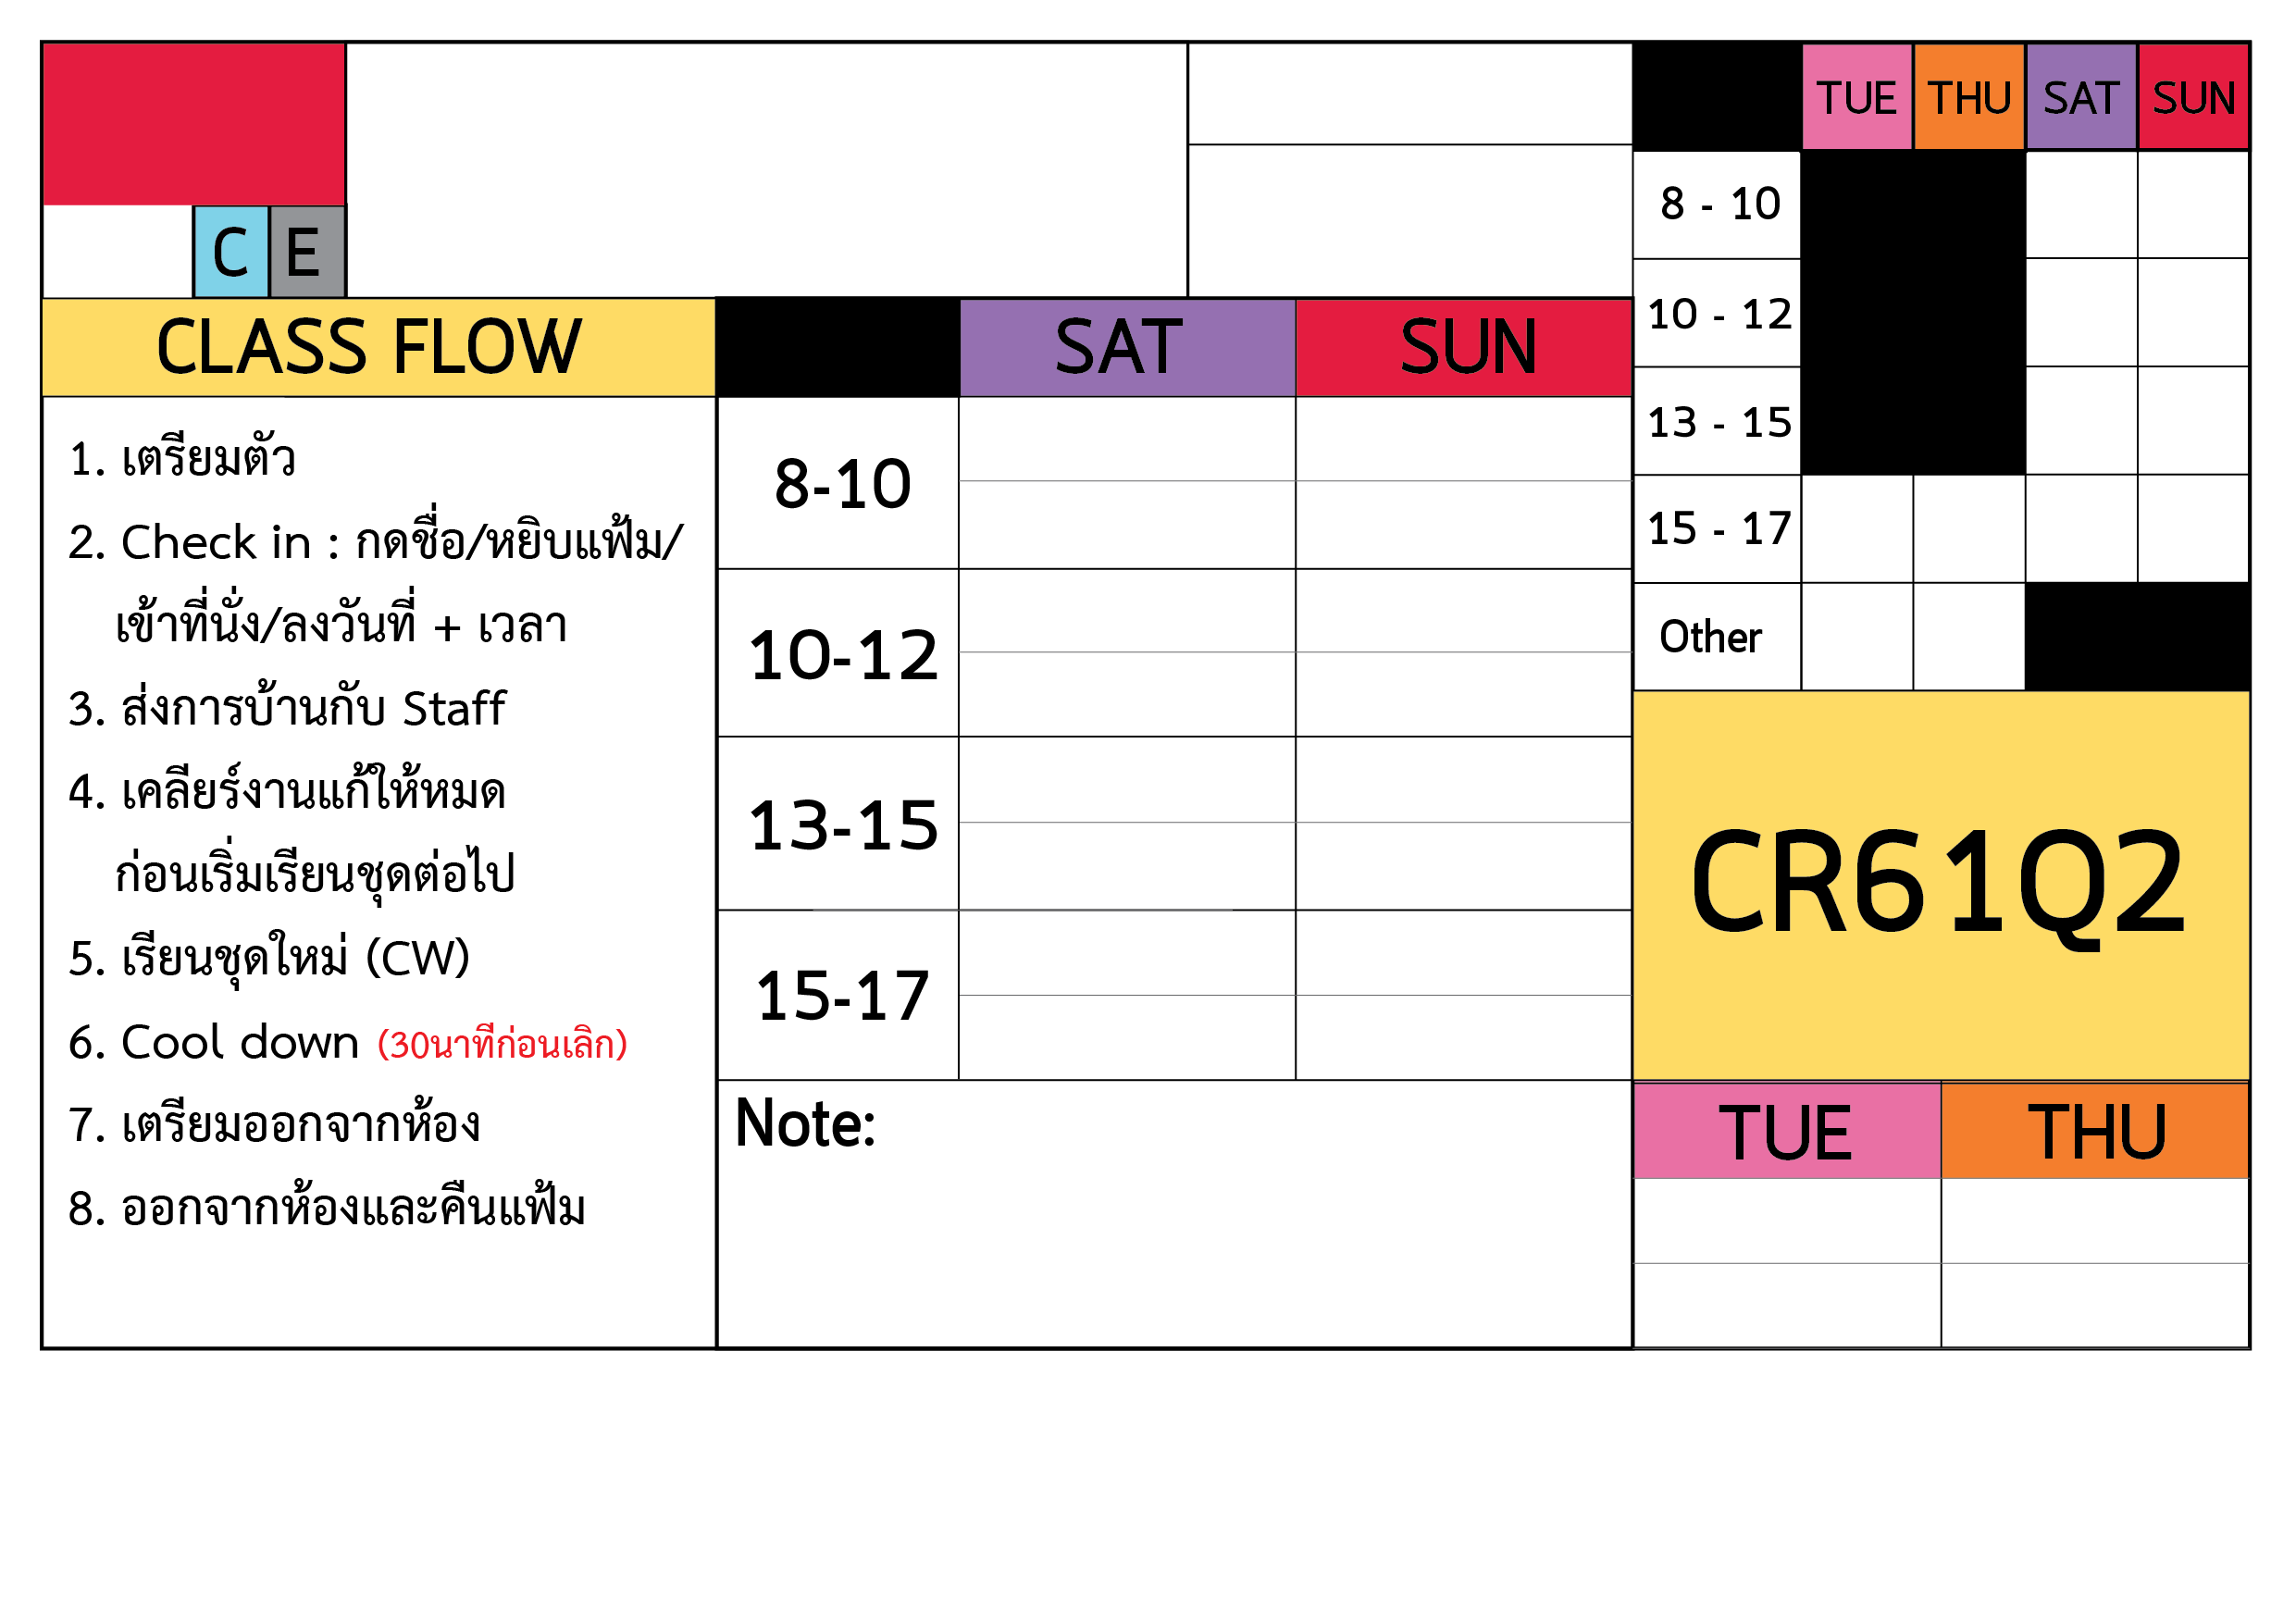 TUE THU SAT SUN
8 - 10
10 - 12
13 - 15
15 - 17
Other
C E
CLASS FLOW
1. เตรียมตัว
2. Check in : กดชื่อ/หยิบแฟ้ม/
เข้าที่นั่ง/ลงวันที่ + เวลา
3. ส่งการบ้านกับ Staff
4. เคลียร์งานแก้ให้หมด
ก่อนเริ่มเรียนชุดต่อไป
5. เรียนชุดใหม่ (CW)
6. Cool down (30นาทีก่อนเลิก)
7. เตรียมออกจากห้อง
8. ออกจากห้องและคืนแฟ้ม
SAT SUN
8-10
10-12
13-15
15-17
Note:
CR61Q2
TUE THU